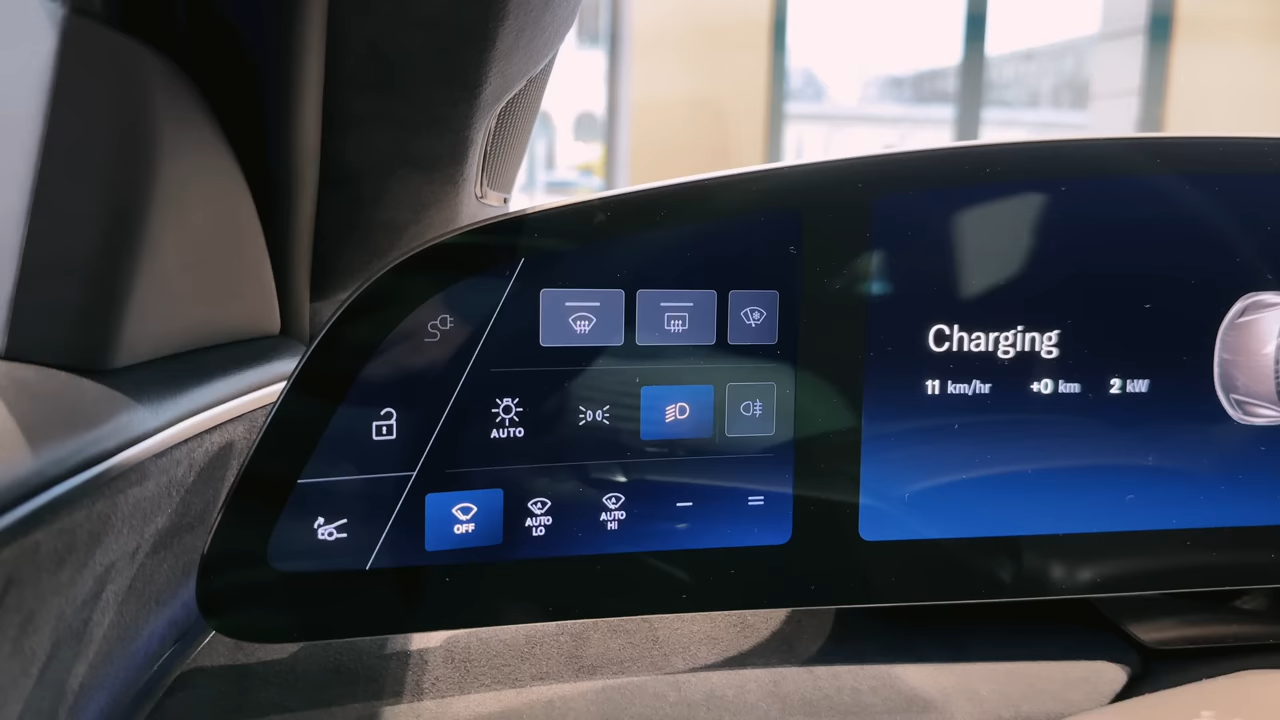 Charging
11 km/hr +0 km 2 kW
AUTO
OFF
AUTO
LO
AUTO
HI